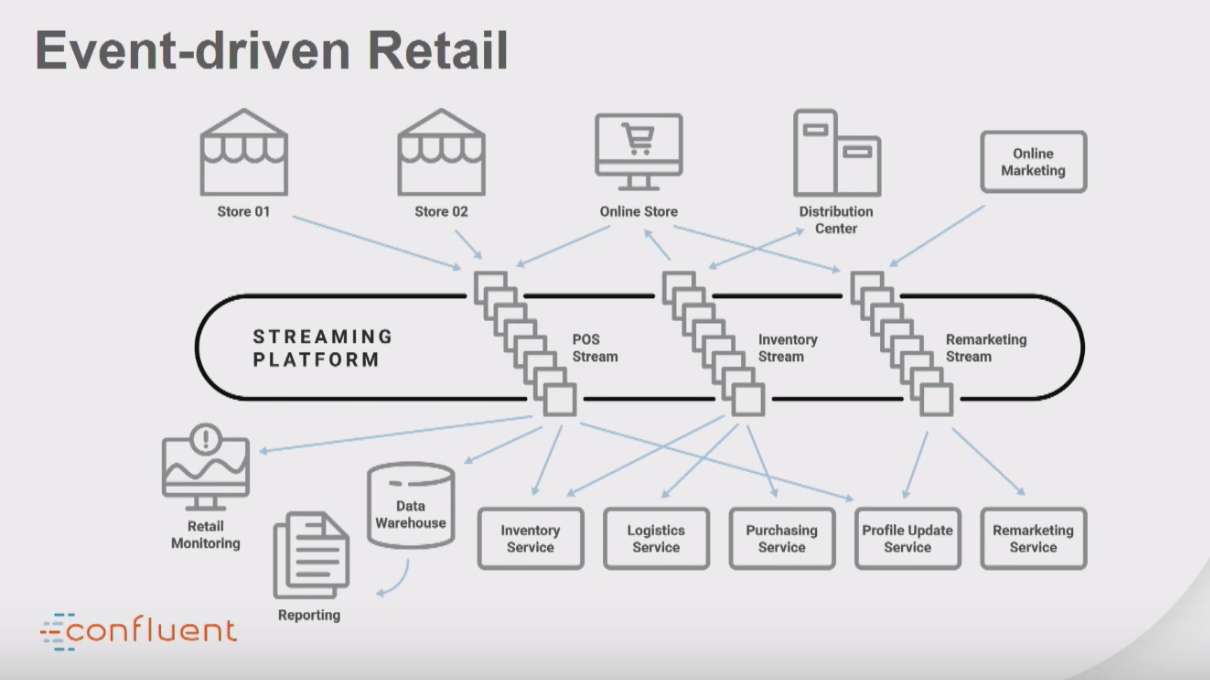 Event-driven Retail
Store 01
Store 02
Online Store
Distribution
Center
Online
Marketing
STREAMING
PLATFORM
POS
Stream
Inventory
Stream
Remarketing
Stream
Retail
Monitoring
Reporting
Data
Warehouse
Inventory
Service
Logistics
Service
Purchasing
Service
Profile Update
Service
Remarketing
Service
confluent